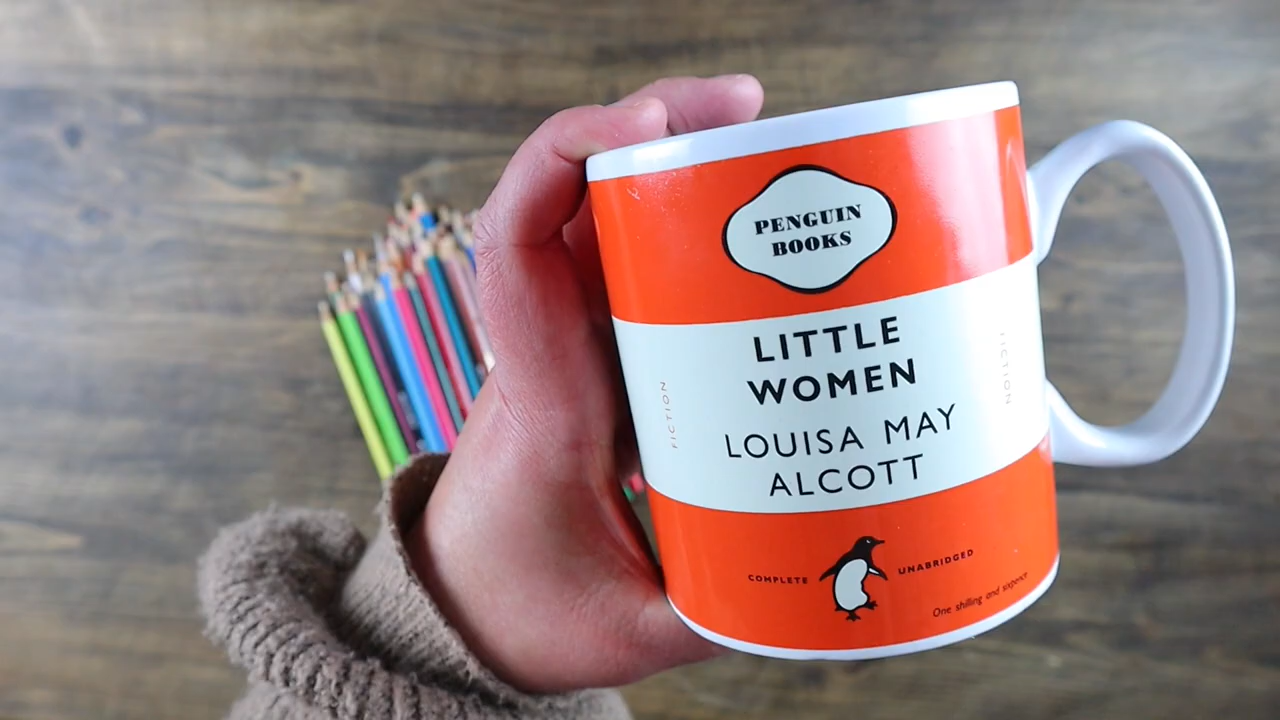 PENGUIN
BOOKS
LITTLE
WOMEN
FICTION
FICTION
LOUISA MAY
ALCOTT
COMPLETE UNABRIDGED
One shilling and sixpence